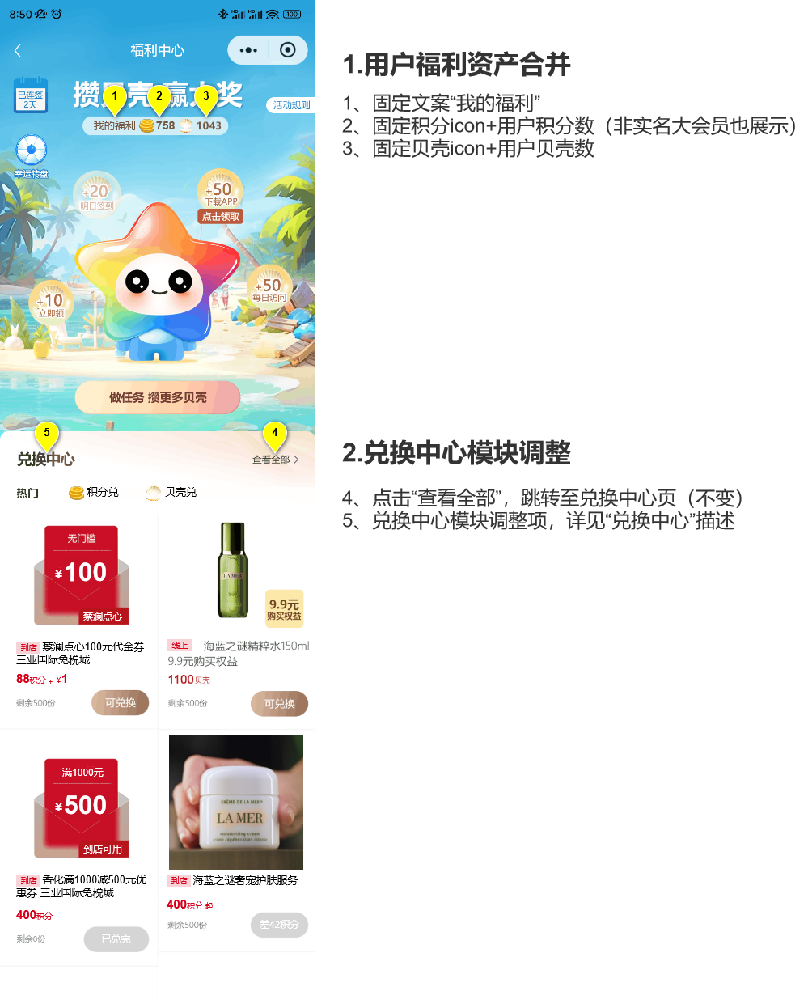 8:50
100
福利中心
已连签
2天
攒贝壳 赢大奖
1
2
3
活动规则
我的福利 758 1043
幸运转盘
+20
明日签到
+50
下载APP
点击领取
+50
每日访问
+10
立即领
做任务 攒更多贝壳
5
4
兑换中心
查看全部
热门 积分兑 贝壳兑
无门槛
¥100
蔡澜点心
LA MER
9.9元
购买权益
到店 蔡澜点心100元代金券
三亚国际免税城
88积分 + ¥1
剩余500份
可兑换
线上 海蓝之谜精粹水150ml
9.9元购买权益
1100贝壳
剩余500份
可兑换
满1000元
¥500
到店可用
CRÈME DE LA MER
LA MER
moisturizing cream
crème régénération intense
到店 香化满1000减500元优
惠券 三亚国际免税城
400积分
剩余0份
已兑完
到店 海蓝之谜奢宠护肤服务
400积分 起
剩余500份
差42积分
1.用户福利资产合并
1、固定文案“我的福利”
2、固定积分icon+用户积分数（非实名大会员也展示）
3、固定贝壳icon+用户贝壳数
2.兑换中心模块调整
4、点击“查看全部”，跳转至兑换中心页（不变）
5、兑换中心模块调整项，详见“兑换中心”描述